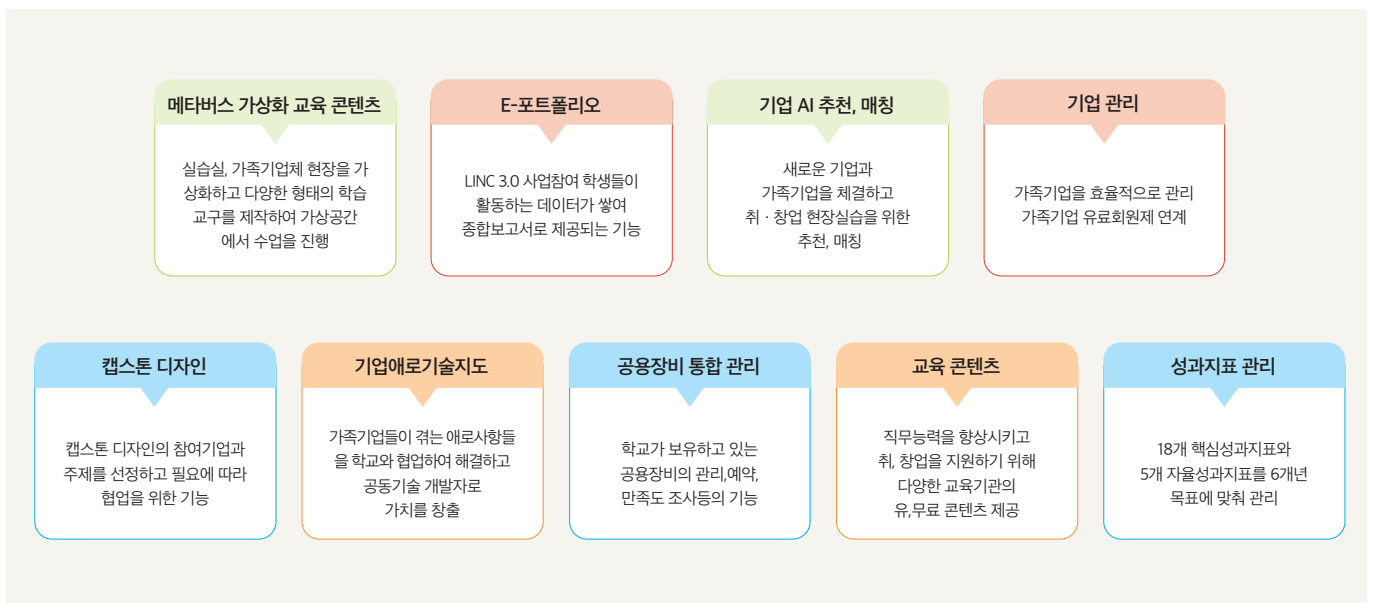 메타버스 가상화 교육 콘텐츠
실습실, 가족기업체 현장을 가
상화하고 다양한 형태의 학습
교구를 제작하여 가상공간
에서 수업을 진행
E-포트폴리오
LINC 3.0 사업참여 학생들이
활동하는 데이터가 쌓여
종합보고서로 제공되는 기능
기업 AI 추천, 매칭
새로운 기업과
가족기업을 체결하고
취 · 창업 현장실습을 위한
추천, 매칭
기업 관리
가족기업을 효율적으로 관리
가족기업 유료회원제 연계
캡스톤 디자인
캡스톤 디자인의 참여기업과
주제를 선정하고 필요에 따라
협업을 위한 기능
기업애로기술지도
가족기업들이 겪는 애로사항들
을 학교와 협업하여 해결하고
공동기술 개발자로
가치를 창출
공용장비 통합 관리
학교가 보유하고 있는
공용장비의 관리,예약,
만족도 조사등의 기능
교육 콘텐츠
직무능력을 향상시키고
취, 창업을 지원하기 위해
다양한 교육기관의
유,무료 콘텐츠 제공
성과지표 관리
18개 핵심성과지표와
5개 자율성과지표를 6개년
목표에 맞춰 관리